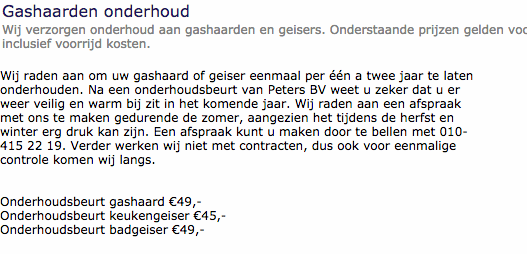 Gashaarden onderhoud
Wij verzorgen onderhoud aan gashaarden en geisers. Onderstaande prijzen gelden voo
inclusief voorrijd kosten.
Wij raden aan om uw gashaard of geiser eenmaal per één a twee jaar te laten
onderhouden. Na een onderhoudsbeurt van Peters BV weet u zeker dat u er
weer veilig en warm bij zit in het komende jaar. Wij raden aan een afspraak
met ons te maken gedurende de zomer, aangezien het tijdens de herfst en
winter erg druk kan zijn. Een afspraak kunt u maken door te bellen met 010-
415 22 19. Verder werken wij niet met contracten, dus ook voor eenmalige
controle komen wij langs.
Onderhoudsbeurt gashaard €49,-
Onderhoudsbeurt keukengeiser €45,-
Onderhoudsbeurt badgeiser €49,-